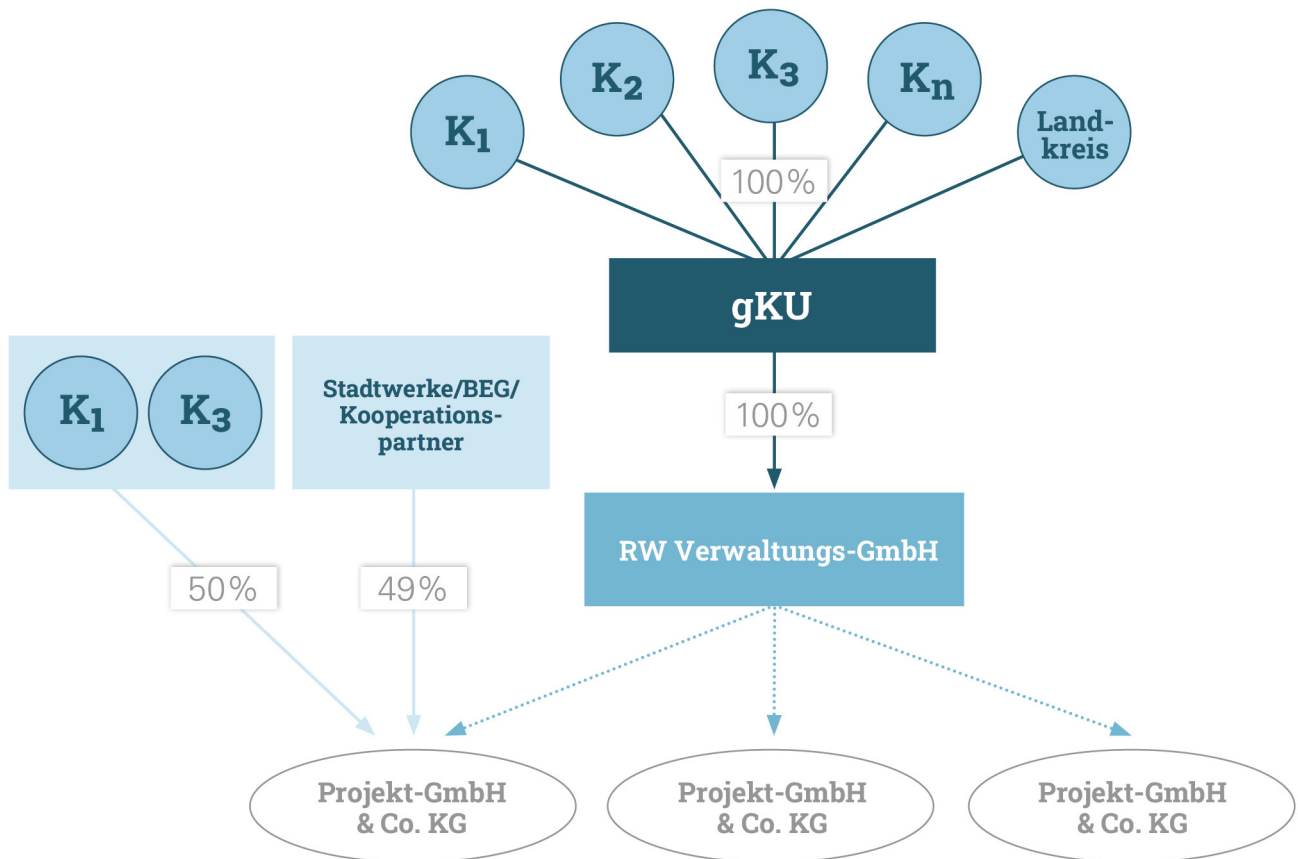 K1
K2
K3
Kn
Land-
kreis
100%
gKU
100%
K1
K3
Stadtwerke/BEG/
Kooperations-
partner
RW Verwaltungs-GmbH
50%
49%
Projekt-GmbH
& Co. KG
Projekt-GmbH
& Co. KG
Projekt-GmbH
& Co. KG